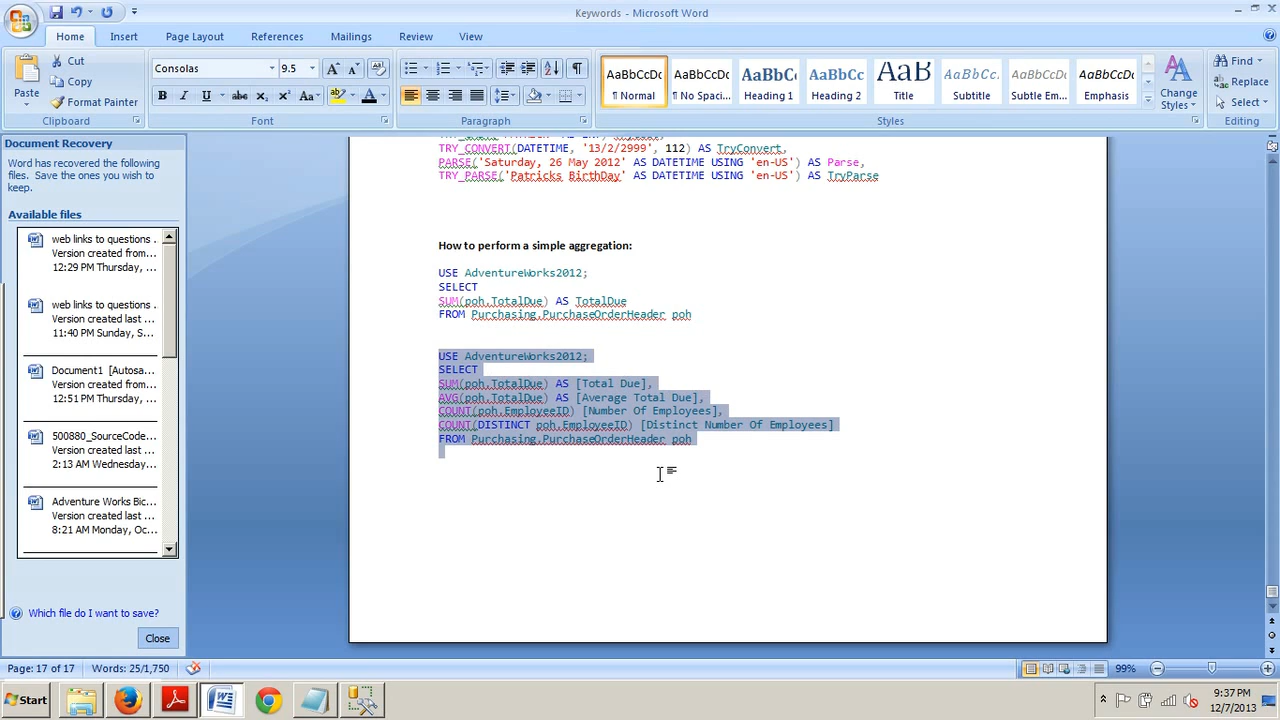 Keywords - Microsoft Word
Home
Insert
Page Layout
References
Mailings
Review
View
Paste
Cut
Copy
Format Painter
Clipboard
Consolas
9.5
Font
Paragraph
AaBbCcDc
¶ Normal
AaBbCcDc
¶ No Spaci...
AaBbCc
Heading 1
AaBbCc
Heading 2
AaB
Title
AaBbCc.
Subtitle
AaBbCcDc
Subtle Em...
AaBbCcDc
Emphasis
Styles
Change
Styles
Find
Replace
Select
Editing
Document Recovery
Word has recovered the following
files. Save the ones you wish to
keep.
Available files
web links to questions .
Version created from...
12:29 PM Thursday, ...
web links to questions .
Version created last ...
11:40 PM Sunday, S...
Document1 [Autosa...
Version created from...
12:51 PM Thursday, ...
500880_SourceCode...
Version created last ...
2:13 AM Wednesday...
Adventure Works Bic...
Version created last ...
8:21 AM Monday, Oc...
Which file do I want to save?
Close
TRY_CONVERT(DATETIME, '13/2/2999', 112) AS TryConvert,
PARSE('Saturday, 26 May 2012' AS DATETIME USING 'en-US') AS Parse,
TRY_PARSE('Patricks BirthDay' AS DATETIME USING 'en-US') AS TryParse
How to perform a simple aggregation:
USE AdventureWorks2012;
SELECT
SUM(poh.TotalDue) AS TotalDue
FROM Purchasing.PurchaseOrderHeader poh
USE AdventureWorks2012;
SELECT
SUM(poh.TotalDue) AS [Total Due],
AVG(poh.TotalDue) AS [Average Total Due],
COUNT(poh.EmployeeID) [Number Of Employees],
COUNT(DISTINCT poh.EmployeeID) [Distinct Number Of Employees]
FROM Purchasing.PurchaseOrderHeader poh
Page: 17 of 17
Words: 25/1,750
99%
Start
9:37 PM
12/7/2013